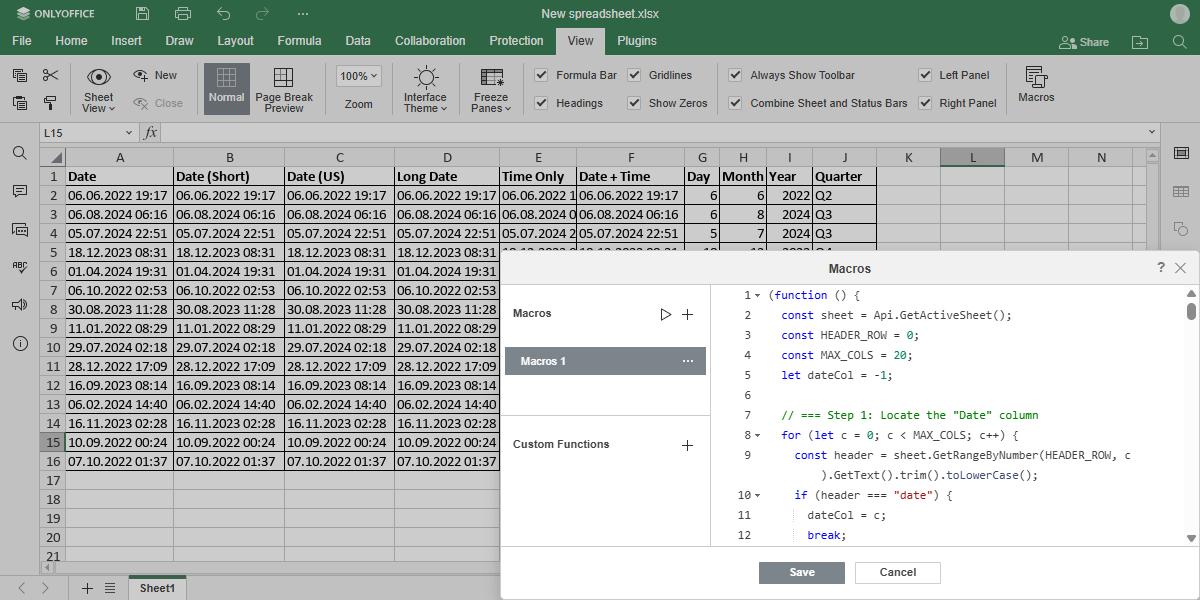 ONLYOFFICE
New spreadsheet.xlsx
File Home Insert Draw Layout Formula Data Collaboration Protection View Plugins Share
Sheet View New Close Normal Page Break Preview 100% Zoom Interface Theme Freeze Panes Formula Bar Gridlines Headings Show Zeros Always Show Toolbar Combine Sheet and Status Bars Left Panel Right Panel Macros
L15 fx
A B C D E F G H I J K L M N
1 Date Date (Short) Date (US) Long Date Time Only Date + Time Day Month Year Quarter
2 06.06.2022 19:17 06.06.2022 19:17 06.06.2022 19:17 06.06.2022 19:17 06.06.2022 1 06.06.2022 19:17 6 6 2022 Q2
3 06.08.2024 06:16 06.08.2024 06:16 06.08.2024 06:16 06.08.2024 06:16 06.08.2024 0 06.08.2024 06:16 6 8 2024 Q3
4 05.07.2024 22:51 05.07.2024 22:51 05.07.2024 22:51 05.07.2024 22:51 05.07.2024 2 05.07.2024 22:51 5 7 2024 Q3
5 18.12.2023 08:31 18.12.2023 08:31 18.12.2023 08:31 18.12.2023 08:31
6 01.04.2024 19:31 01.04.2024 19:31 01.04.2024 19:31 01.04.2024 19:31
7 06.10.2022 02:53 06.10.2022 02:53 06.10.2022 02:53 06.10.2022 02:53
8 30.08.2023 11:28 30.08.2023 11:28 30.08.2023 11:28 30.08.2023 11:28
9 11.01.2022 08:29 11.01.2022 08:29 11.01.2022 08:29 11.01.2022 08:29
10 29.07.2024 02:18 29.07.2024 02:18 29.07.2024 02:18 29.07.2024 02:18
11 28.12.2022 17:09 28.12.2022 17:09 28.12.2022 17:09 28.12.2022 17:09
12 16.09.2023 08:14 16.09.2023 08:14 16.09.2023 08:14 16.09.2023 08:14
13 06.02.2024 14:40 06.02.2024 14:40 06.02.2024 14:40 06.02.2024 14:40
14 16.11.2023 02:28 16.11.2023 02:28 16.11.2023 02:28 16.11.2023 02:28
15 10.09.2022 00:24 10.09.2022 00:24 10.09.2022 00:24 10.09.2022 00:24
16 07.10.2022 01:37 07.10.2022 01:37 07.10.2022 01:37 07.10.2022 01:37
17
18
19
20
21
Sheet1
Macros ?
Macros
Macros 1 ...
Custom Functions
1 (function () {
2 const sheet = Api.GetActiveSheet();
3 const HEADER_ROW = 0;
4 const MAX_COLS = 20;
5 let dateCol = -1;
6
7 // === Step 1: Locate the "Date" column
8 for (let c = 0; c < MAX_COLS; c++) {
9 const header = sheet.GetRangeByNumber(HEADER_ROW, c
).GetText().trim().toLowerCase();
10 if (header === "date") {
11 dateCol = c;
12 break;
Save Cancel